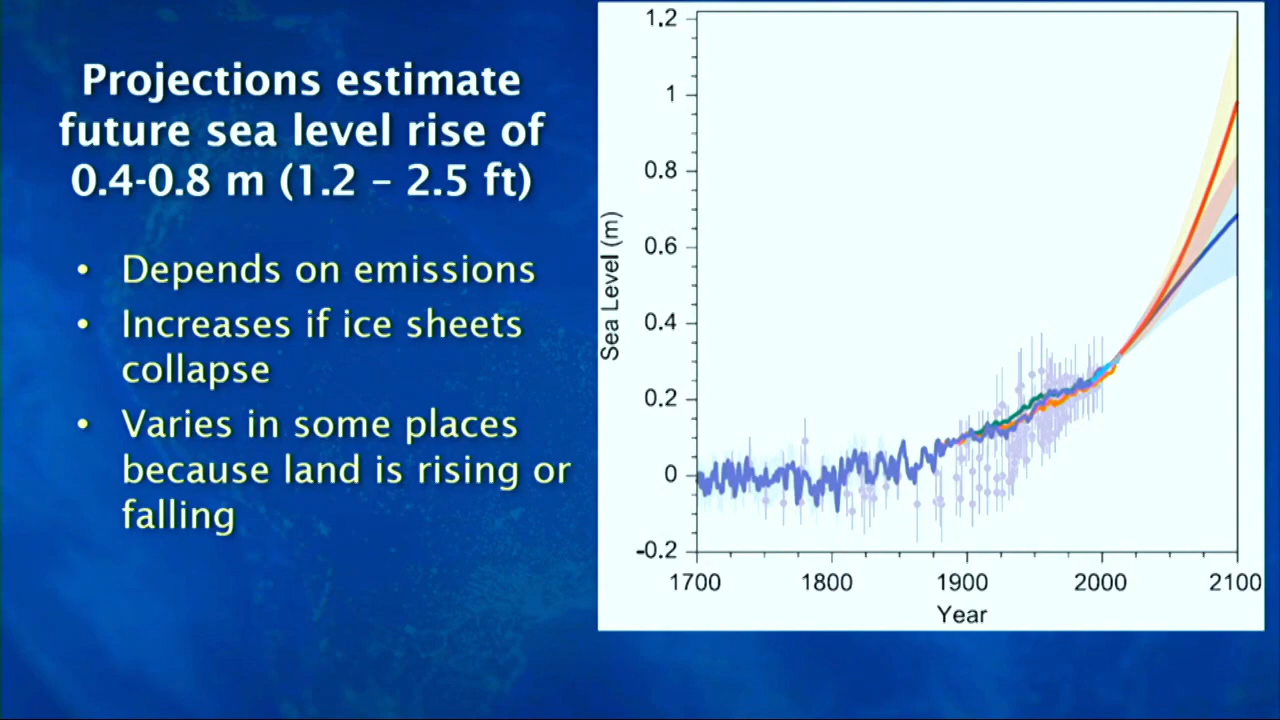 Projections estimate
future sea level rise of
0.4-0.8 m (1.2 – 2.5 ft)
• Depends on emissions
• Increases if ice sheets
collapse
• Varies in some places
because land is rising or
falling
1.2
1
0.8
0.6
0.4
0.2
0
-0.2
Sea Level (m)
1700 1800 1900 2000 2100
Year